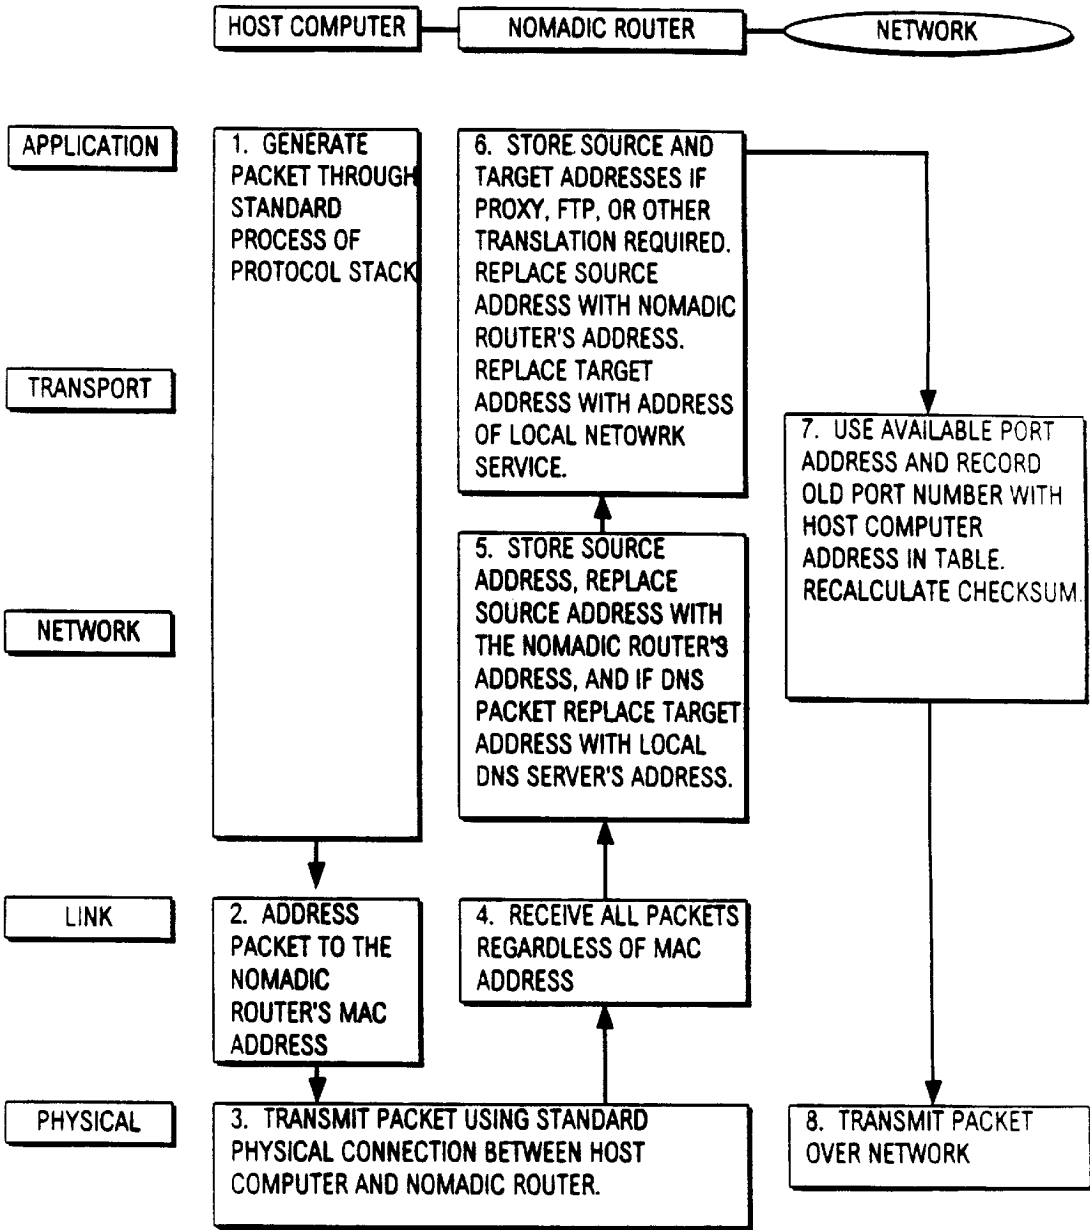 HOST COMPUTER
NOMADIC ROUTER
NETWORK
APPLICATION
1. GENERATE
PACKET THROUGH
STANDARD
PROCESS OF
PROTOCOL STACK
6. STORE SOURCE AND
TARGET ADDRESSES IF
PROXY, FTP, OR OTHER
TRANSLATION REQUIRED.
REPLACE SOURCE
ADDRESS WITH NOMADIC
ROUTER'S ADDRESS.
REPLACE TARGET
ADDRESS WITH ADDRESS
OF LOCAL NETOWRK
SERVICE.
TRANSPORT
7. USE AVAILABLE PORT
ADDRESS AND RECORD
OLD PORT NUMBER WITH
HOST COMPUTER
ADDRESS IN TABLE.
RECALCULATE CHECKSUM.
NETWORK
5. STORE SOURCE
ADDRESS, REPLACE
SOURCE ADDRESS WITH
THE NOMADIC ROUTER'S
ADDRESS, AND IF DNS
PACKET REPLACE TARGET
ADDRESS WITH LOCAL
DNS SERVER'S ADDRESS.
LINK
2. ADDRESS
PACKET TO THE
NOMADIC
ROUTER'S MAC
ADDRESS
4. RECEIVE ALL PACKETS
REGARDLESS OF MAC
ADDRESS
PHYSICAL
3. TRANSMIT PACKET USING STANDARD
PHYSICAL CONNECTION BETWEEN HOST
COMPUTER AND NOMADIC ROUTER.
8. TRANSMIT PACKET
OVER NETWORK